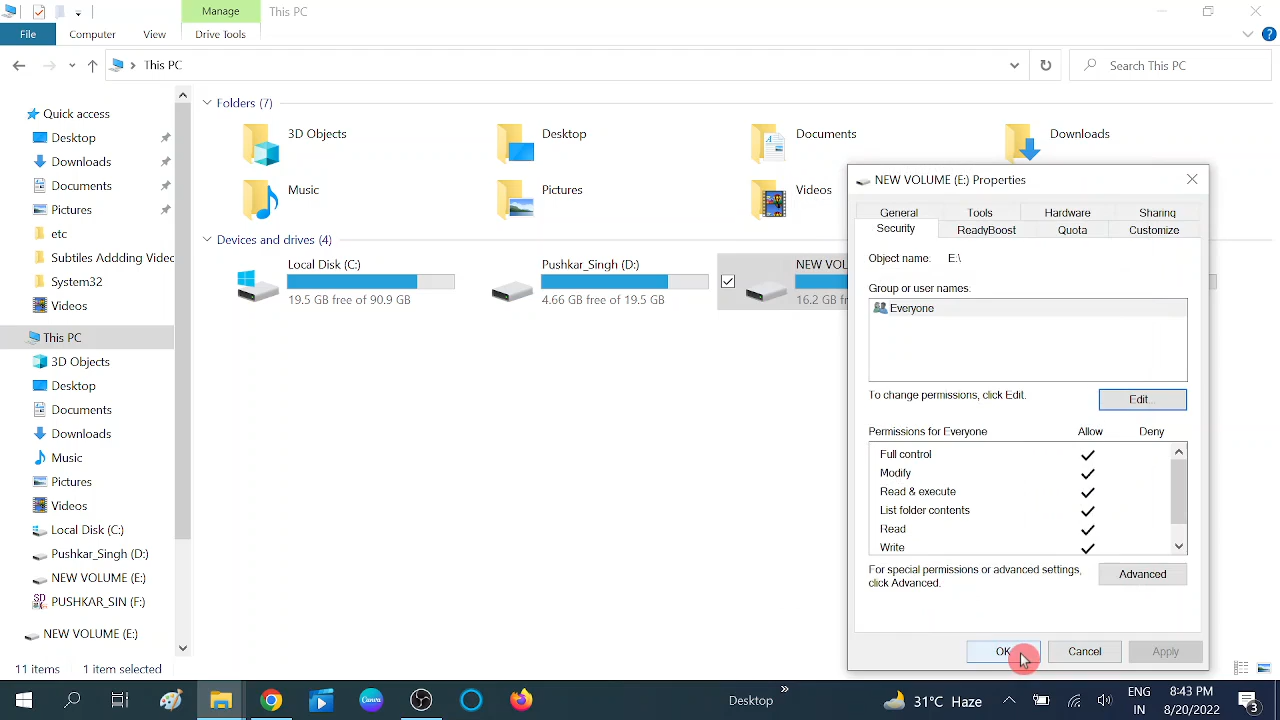 Manage
This PC
File
Computer
View
Drive Tools
This PC
Search This PC
Quick access
Desktop
Downloads
Documents
Pictures
etc
Subtiles Addding Videc
System32
Videos
This PC
3D Objects
Desktop
Documents
Downloads
Music
Pictures
Videos
Local Disk (C:)
Pushkar_Singh (D:)
NEW VOLUME (E:)
PUSHKAR_SIN (F:)
NEW VOLUME (E:)
11 items
1 item selected
Folders (7)
3D Objects
Desktop
Documents
Downloads
Music
Pictures
Videos
Devices and drives (4)
Local Disk (C:)
19.5 GB free of 90.9 GB
Pushkar_Singh (D:)
4.66 GB free of 19.5 GB
NEW VOL
16.2 GB fr
NEW VOLUME (E:) Properties
General
Tools
Hardware
Sharing
Security
ReadyBoost
Quota
Customize
Object name: E:\
Group or user names:
Everyone
To change permissions, click Edit.
Edit...
Permissions for Everyone
Allow
Deny
Full control
Modify
Read & execute
List folder contents
Read
Write
For special permissions or advanced settings,
click Advanced.
Advanced
OK
Cancel
Apply
Canva
Desktop
31°C Haze
ENG
IN
8:43 PM
8/20/2022
3